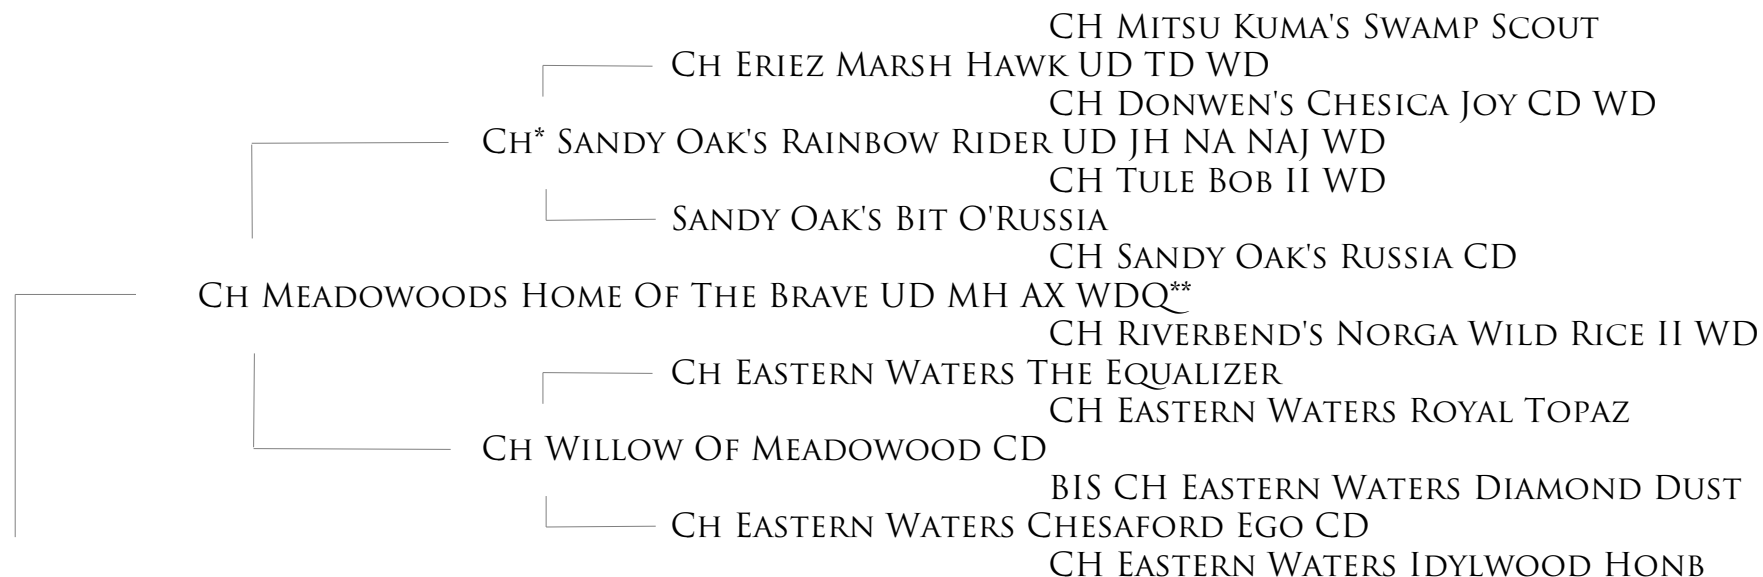 CH Mitsu Kuma's Swamp Scout
Ch Eriez Marsh Hawk UD TD WD
CH Donwen's Chesica Joy CD WD
Ch* Sandy Oak's Rainbow Rider UD JH NA NAJ WD
CH Tule Bob II WD
Sandy Oak's Bit O'Russia
CH Sandy Oak's Russia CD
Ch Meadowoods Home Of The Brave UD MH AX WDQ**
CH Riverbend's Norga Wild Rice II WD
Ch Eastern Waters The Equalizer
CH Eastern Waters Royal Topaz
Ch Willow Of Meadowood CD
BIS CH Eastern Waters Diamond Dust
Ch Eastern Waters Chesaford Ego CD
CH Eastern Waters Idylwood Honb